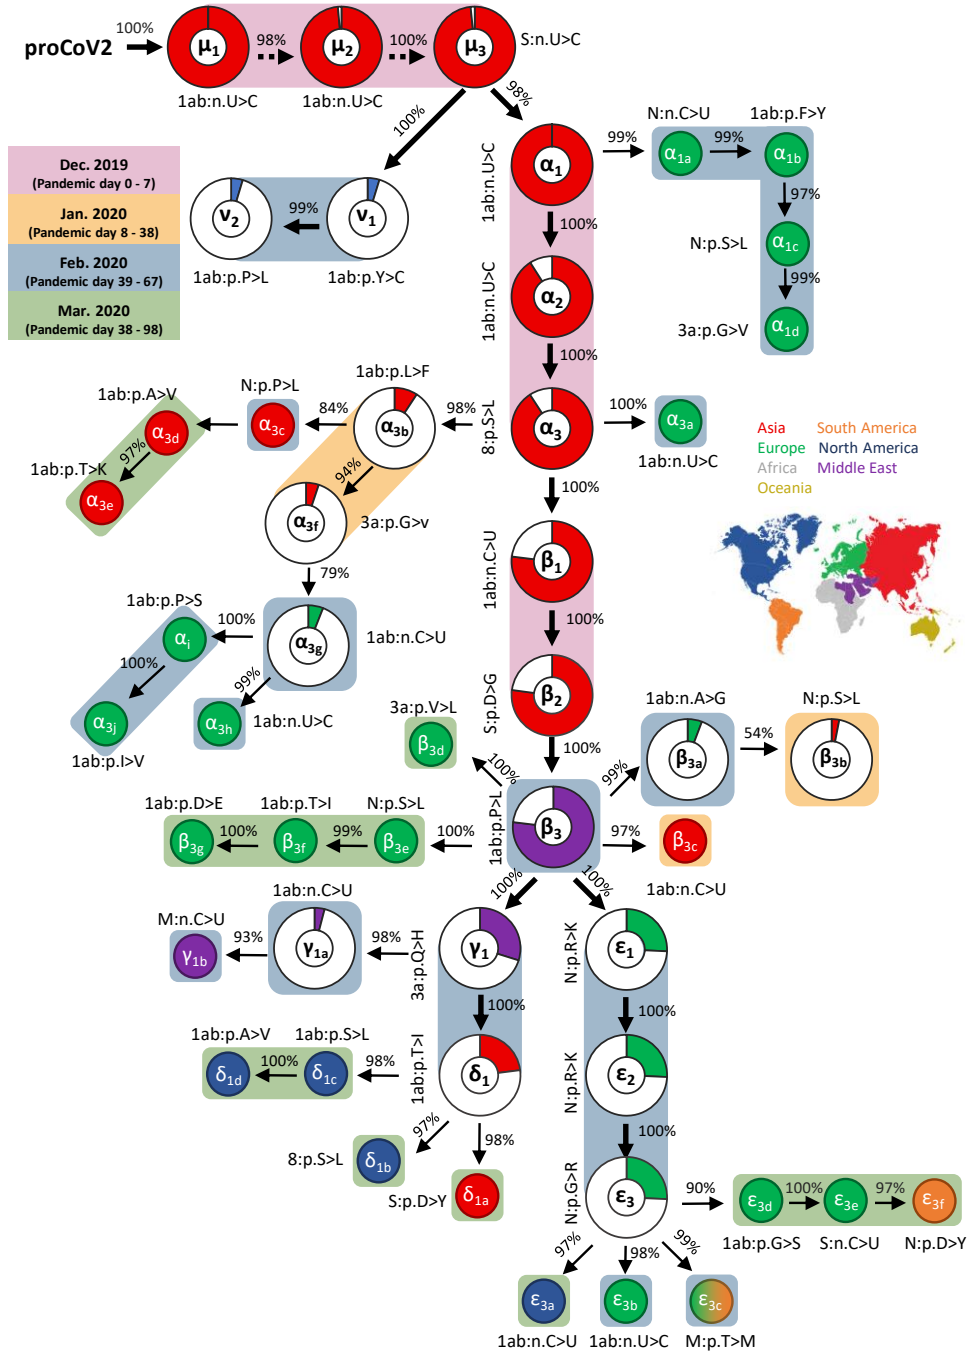 100%
proCoV2
μ1
98%
μ2
100%
μ3
S:n.U>C
1ab:n.U>C
1ab:n.U>C
98%
100%
Dec. 2019
(Pandemic day 0 - 7)
Jan. 2020
(Pandemic day 8 - 38)
Feb. 2020
(Pandemic day 39 - 67)
Mar. 2020
(Pandemic day 38 - 98)
ν2
99%
ν1
1ab:p.P>L
1ab:p.Y>C
1ab:n.U>C
α1
99%
N:n.C>U
α1a
99%
1ab:p.F>Y
α1b
97%
N:p.S>L
α1c
99%
3a:p.G>V
α1d
100%
1ab:n.U>C
α2
100%
8:p.S>L
α3
100%
α3a
1ab:n.U>C
98%
1ab:p.L>F
α3b
84%
N:p.P>L
α3c
1ab:p.A>V
α3d
97%
1ab:p.T>K
α3e
94%
α3f
3a:p.G>v
79%
α3g
1ab:n.C>U
100%
1ab:p.P>S
αi
100%
α3j
1ab:p.I>V
99%
α3h
1ab:n.U>C
Asia
South America
Europe
North America
Africa
Middle East
Oceania
100%
1ab:n.C>U
β1
100%
S:p.D>G
β2
100%
1ab:p.P>L
β3
3a:p.V>L
β3d
100%
99%
1ab:n.A>G
β3a
54%
N:p.S>L
β3b
97%
β3c
1ab:n.C>U
100%
N:p.S>L
β3e
99%
1ab:p.T>I
β3f
100%
1ab:p.D>E
β3g
100%
100%
3a:p.Q>H
γ1
98%
1ab:n.C>U
γ1a
93%
M:n.C>U
γ1b
100%
1ab:p.T>I
δ1
98%
1ab:p.S>L
δ1c
100%
1ab:p.A>V
δ1d
97%
8:p.S>L
δ1b
98%
S:p.D>Y
δ1a
N:p.R>K
ε1
100%
N:p.R>K
ε2
100%
N:p.G>R
ε3
90%
ε3d
100%
ε3e
97%
ε3f
1ab:p.G>S
S:n.C>U
N:p.D>Y
97%
98%
99%
ε3a
ε3b
ε3c
1ab:n.C>U
1ab:n.U>C
M:p.T>M